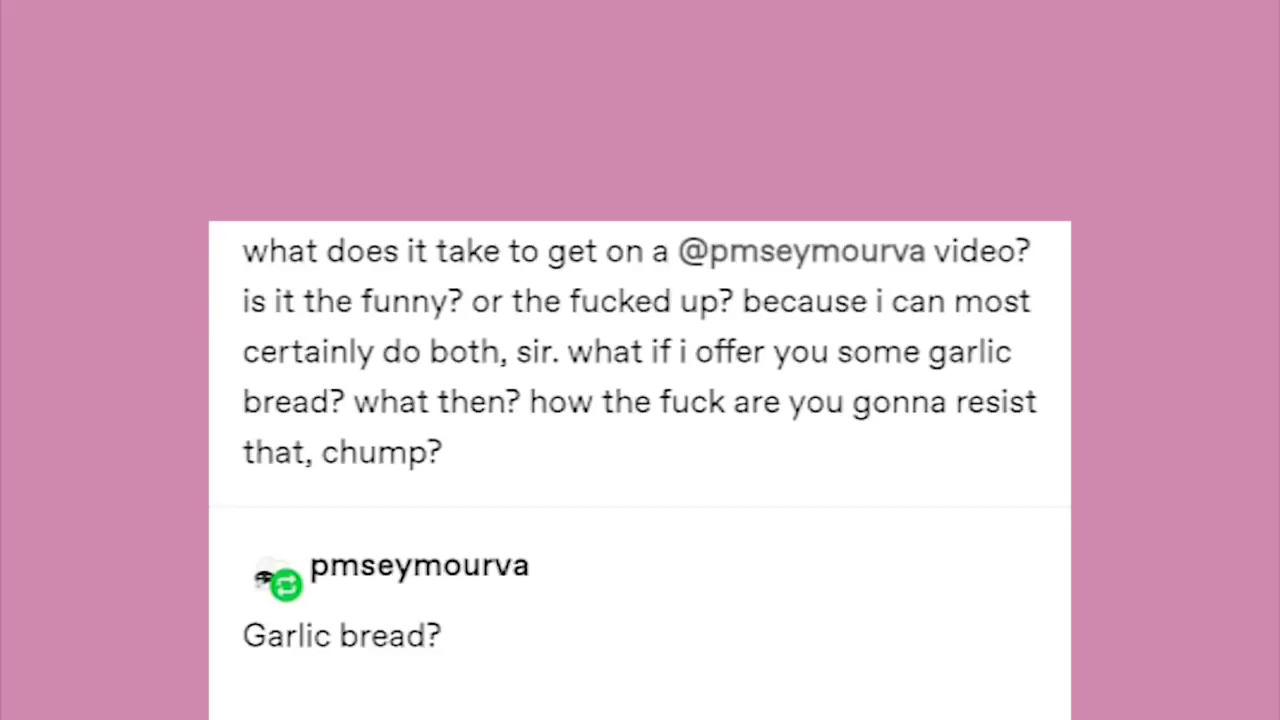 what does it take to get on a @pmseymourva video?
is it the funny? or the fucked up? because i can most
certainly do both, sir. what if i offer you some garlic
bread? what then? how the fuck are you gonna resist
that, chump?
pmseymourva
Garlic bread?